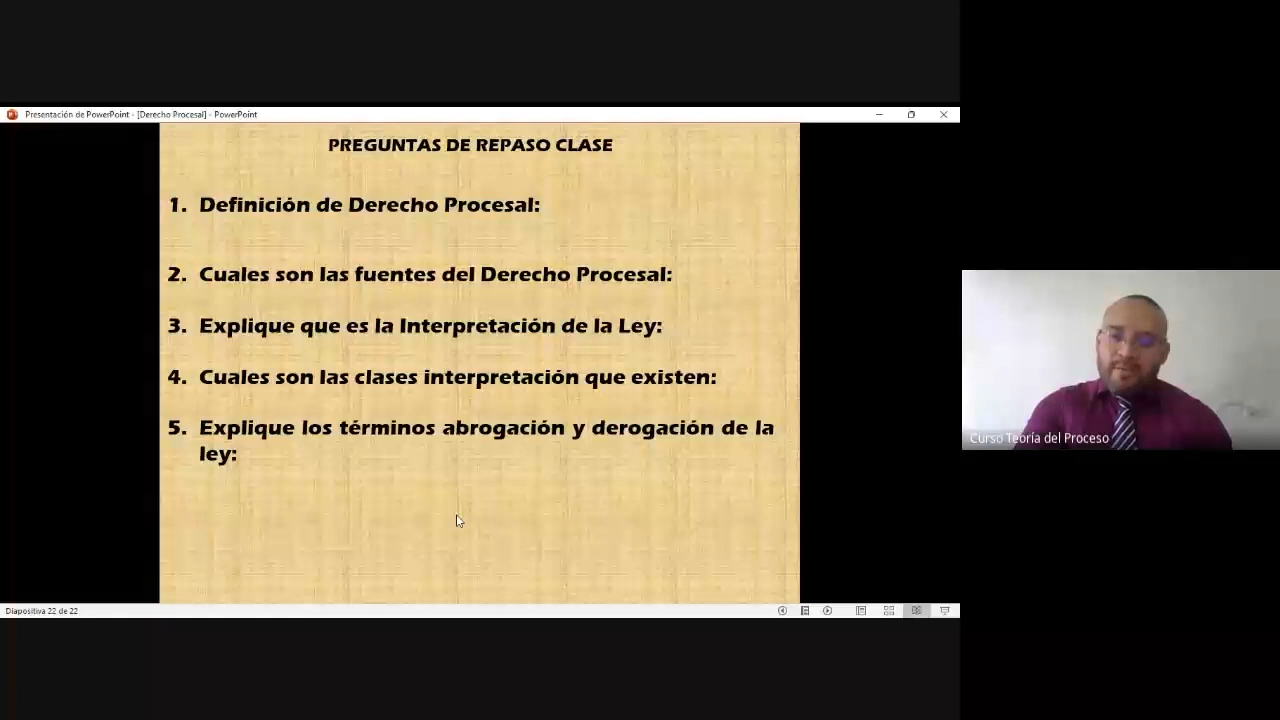 Presentación de PowerPoint - [Derecho Procesal] - PowerPoint
PREGUNTAS DE REPASO CLASE
1. Definición de Derecho Procesal:
2. Cuales son las fuentes del Derecho Procesal:
3. Explique que es la Interpretación de la Ley:
4. Cuales son las clases interpretación que existen:
5. Explique los términos abrogación y derogación de la
ley:
Curso Teoría del Proceso
Diapositiva 22 de 22